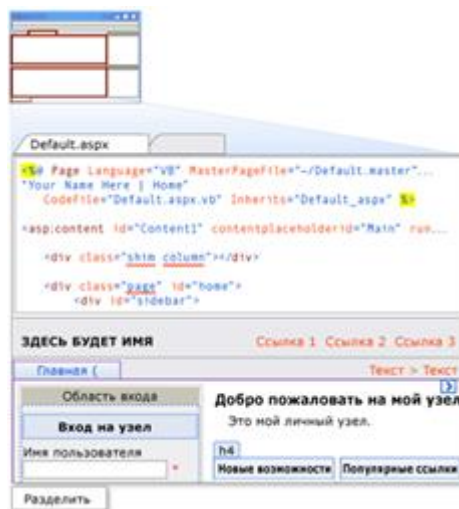 Default.aspx
<%@ Page Language="VB" MasterPageFile="~/Default.master"...
"Your Name Here | Home"
CodeFile="Default.aspx.vb" Inherits="Default_aspx" %>
<asp:content id="Content1" contentplaceholderid="Main" run...
<div class="shim column"></div>
<div class="page" id="home">
<div id="sidebar">
ЗДЕСЬ БУДЕТ ИМЯ Ссылка 1 Ссылка 2 Ссылка 3
Главная ( Текст > Текст
Область входа
Добро пожаловать на мой узел
Это мой личный узел.
Вход на узел
h4
Имя пользователя
*
Новые возможности Популярные ссылки
Разделить